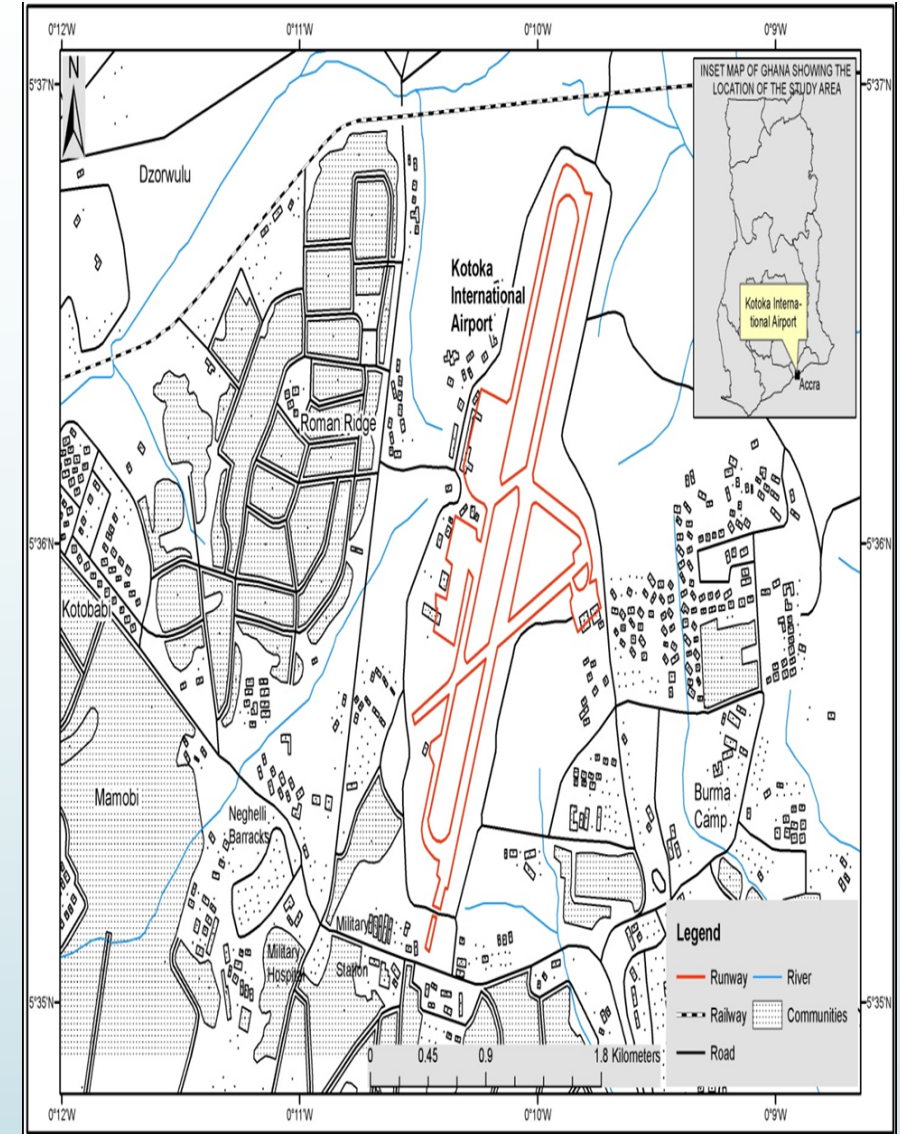 0°12'W
0°11'W
0°10'W
0°9'W
N
5°37'N
5°37'N
INSET MAP OF GHANA SHOWING THE
LOCATION OF THE STUDY AREA
Dzorwulu
Kotoka
International
Airport
Kotoka Interna-
tional Airport
Accra
Roman Ridge
5°36'N
5°36'N
Kotobabi
Mamobi
Neghelli
Barracks
Burma
Camp
Military
Station
Military
Hospital
Legend
Runway
River
Railway
Communities
Road
5°35'N
5°35'N
0
0.45
0.9
1.8 Kilometers
0°12'W
0°11'W
0°10'W
0°9'W